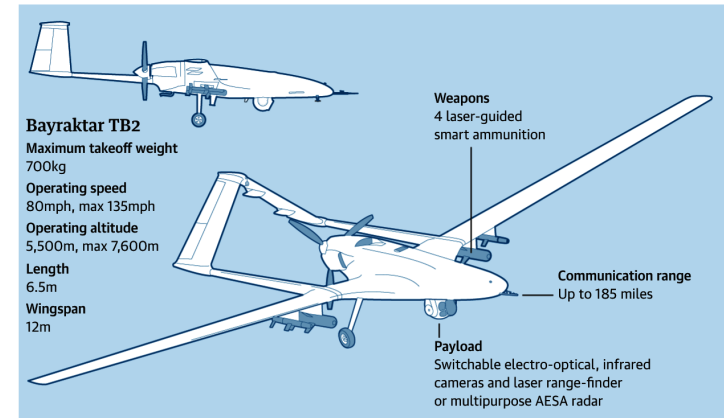 Bayraktar TB2
Maximum takeoff weight
700kg
Operating speed
80mph, max 135mph
Operating altitude
5,500m, max 7,600m
Length
6.5m
Wingspan
12m
Weapons
4 laser-guided
smart ammunition
Communication range
Up to 185 miles
Payload
Switchable electro-optical, infrared
cameras and laser range-finder
or multipurpose AESA radar